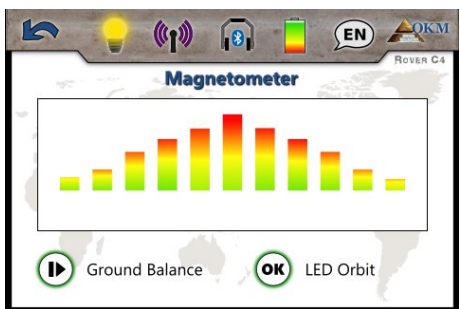 EN
OKM
ROVER C4
Magnetometer
Ground Balance
OK
LED Orbit